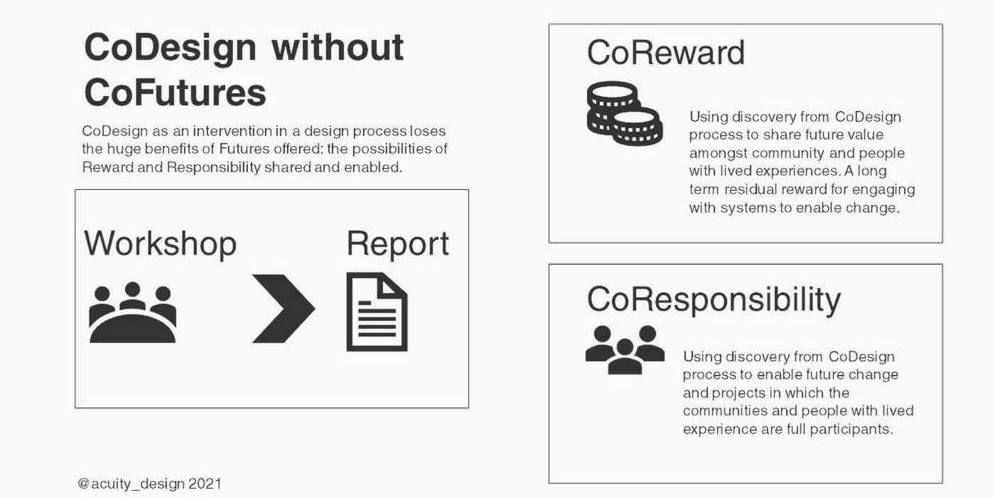 CoDesign without
CoFutures
CoDesign as an intervention in a design process loses
the huge benefits of Futures offered: the possibilities of
Reward and Responsibility shared and enabled.
Workshop
Report
@acuity_design 2021
CoReward
Using discovery from CoDesign
process to share future value
amongst community and people
with lived experiences. A long
term residual reward for engaging
with systems to enable change.
CoResponsibility
Using discovery from CoDesign
process to enable future change
and projects in which the
communities and people with lived
experience are full participants.